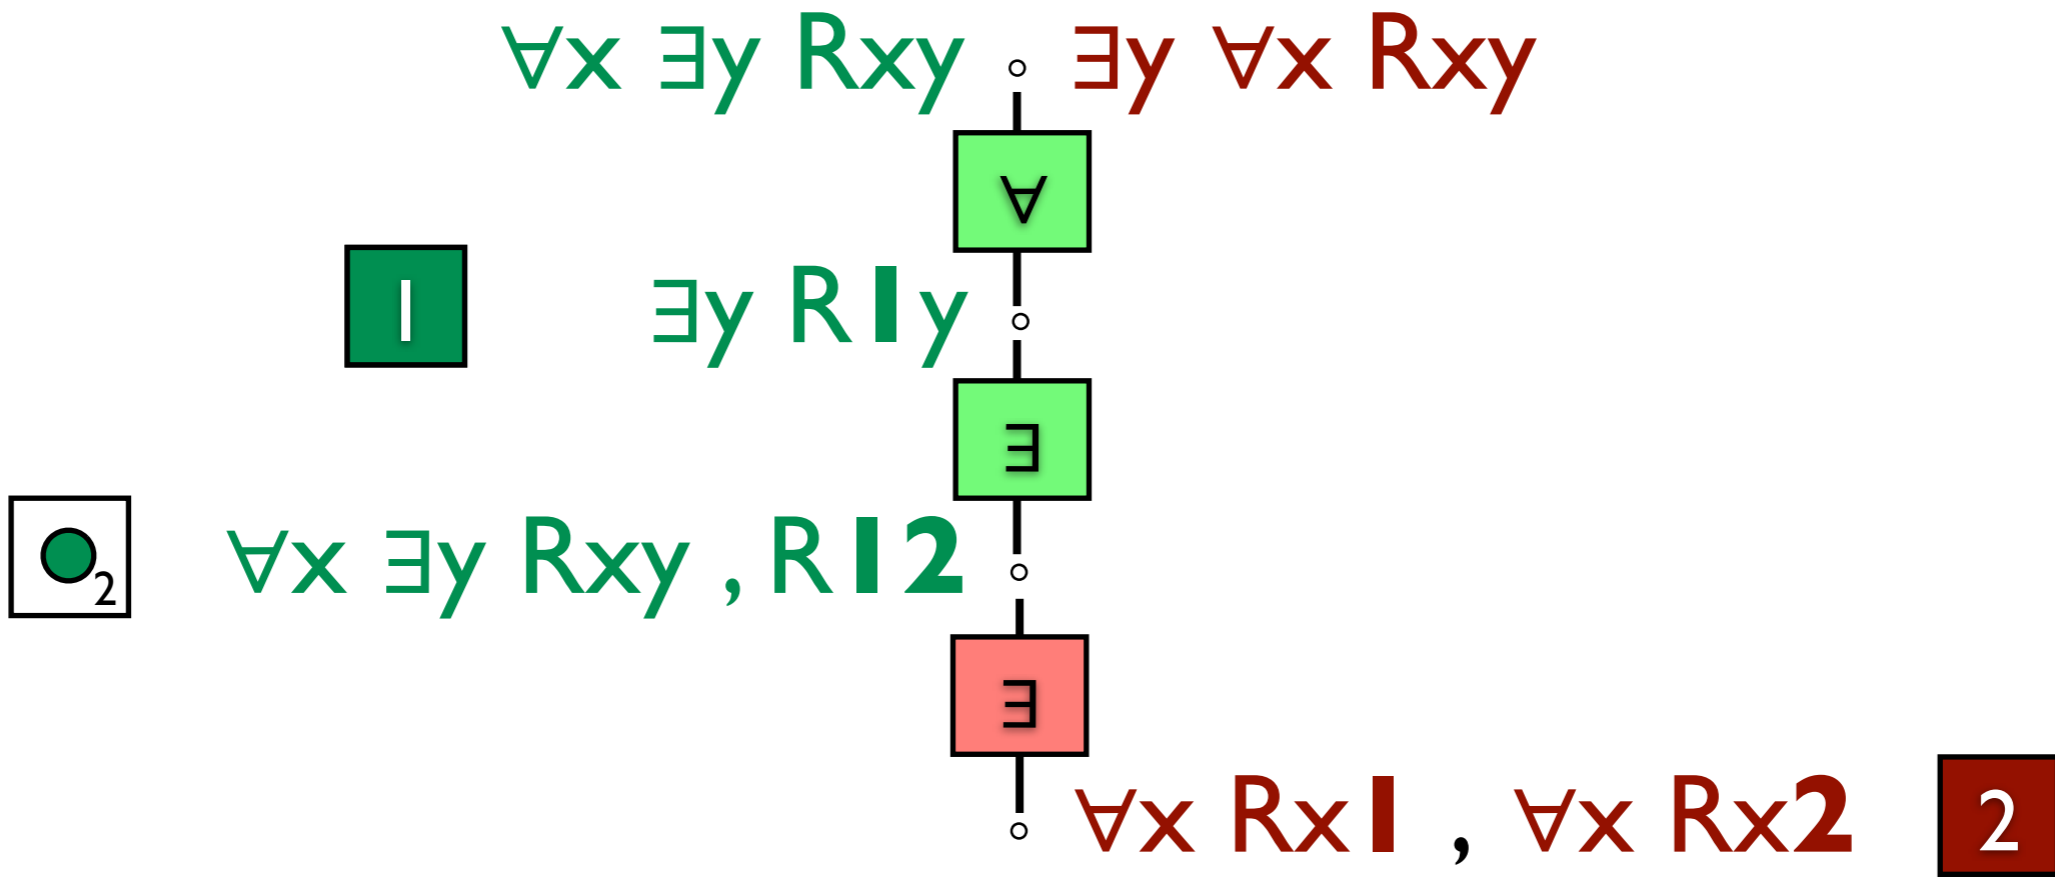 ∀x ∃y Rxy ∃y ∀x Rxy
∀
1 ∃y R1y
∃
2 ∀x ∃y Rxy , R12
∃
∀x Rx1 , ∀x Rx2 2